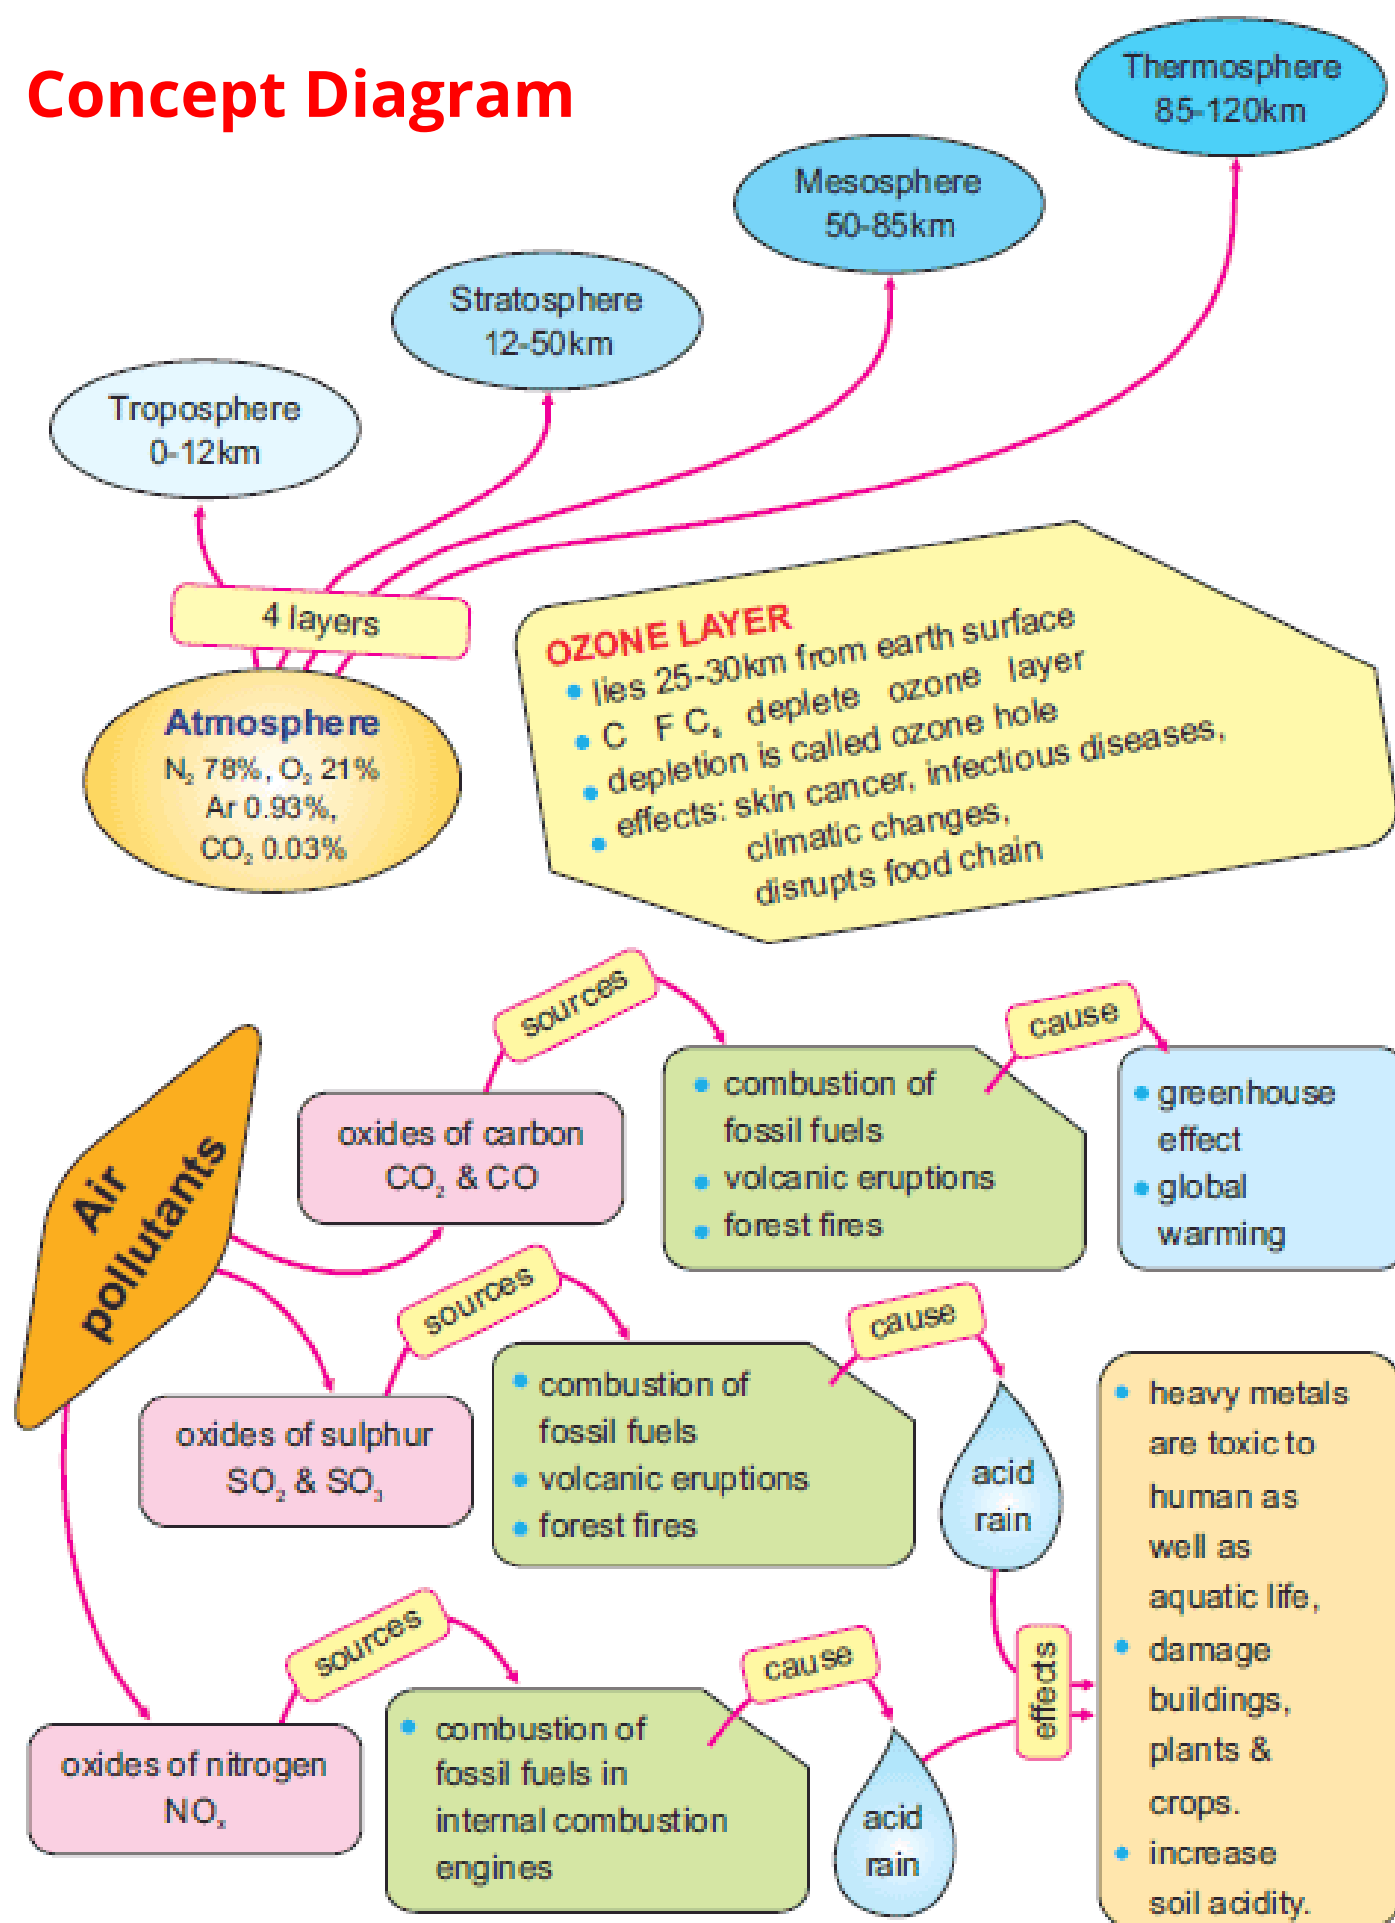 Concept Diagram
Thermosphere
85-120km
Mesosphere
50-85km
Stratosphere
12-50km
Troposphere
0-12km
4 layers
Atmosphere
N₂ 78%, O₂ 21%
Ar 0.93%,
CO₂ 0.03%
OZONE LAYER
• lies 25-30km from earth surface
• C F Cₛ deplete ozone layer
• depletion is called ozone hole
• effects: skin cancer, infectious diseases,
climatic changes,
disrupts food chain
Air
pollutants
oxides of carbon
CO₂ & CO
sources
• combustion of
fossil fuels
• volcanic eruptions
• forest fires
cause
• greenhouse
effect
• global
warming
oxides of sulphur
SO₂ & SO₃
sources
• combustion of
fossil fuels
• volcanic eruptions
• forest fires
cause
acid
rain
oxides of nitrogen
NOₓ
sources
• combustion of
fossil fuels in
internal combustion
engines
cause
acid
rain
effects
• heavy metals
are toxic to
human as
well as
aquatic life,
• damage
buildings,
plants &
crops.
• increase
soil acidity.